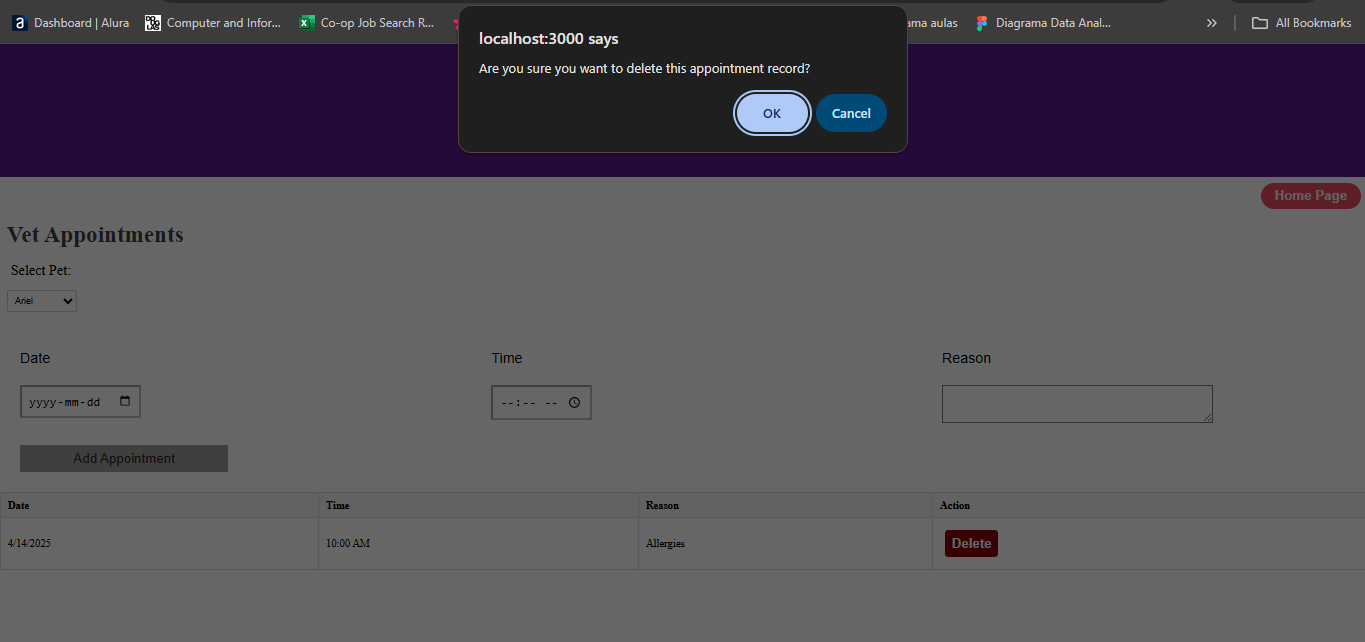 Dashboard | Alura
Computer and Infor...
Co-op Job Search R...
ama aulas
Diagrama Data Anal...
All Bookmarks
localhost:3000 says
Are you sure you want to delete this appointment record?
OK
Cancel
Home Page
Vet Appointments
Select Pet:
Ariel
Date
Time
Reason
yyyy-mm-dd
--:-- --
Add Appointment
Date
Time
Reason
Action
4/14/2025
10:00 AM
Allergies
Delete